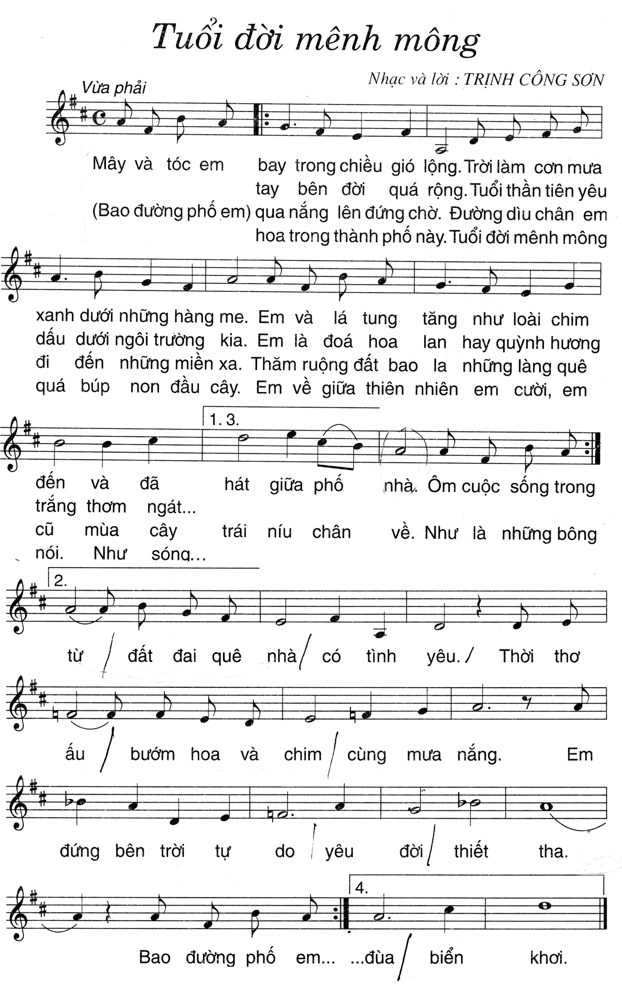 Tuổi đời mênh mông
Nhạc và lời : TRỊNH CÔNG SƠN
Vừa phải
Mây và tóc em bay trong chiều gió lộng. Trời làm cơn mưa
tay bên đời quá rộng. Tuổi thần tiên yêu
(Bao đường phố em) qua nắng lên đứng chờ. Đường dìu chân em
hoa trong thành phố này. Tuổi đời mênh mông
xanh dưới những hàng me. Em và lá tung tăng như loài chim
dấu dưới ngôi trường kia. Em là đoá hoa lan hay quỳnh hương
đi đến những miền xa. Thăm ruộng đất bao la những làng quê
quá búp non đầu cây. Em về giữa thiên nhiên em cười, em
1. 3.
đến và đã hát giữa phố nhà. Ôm cuộc sống trong
trắng thơm ngát...
cũ mùa cây trái níu chân về. Như là những bông
nói. Như sóng...
2.
từ / đất đai quê nhà / có tình yêu. / Thời thơ
ấu / bướm hoa và chim / cùng mưa nắng. Em
đứng bên trời tự do / yêu đời / thiết tha.
4.
Bao đường phố em... ...đùa / biển khơi.